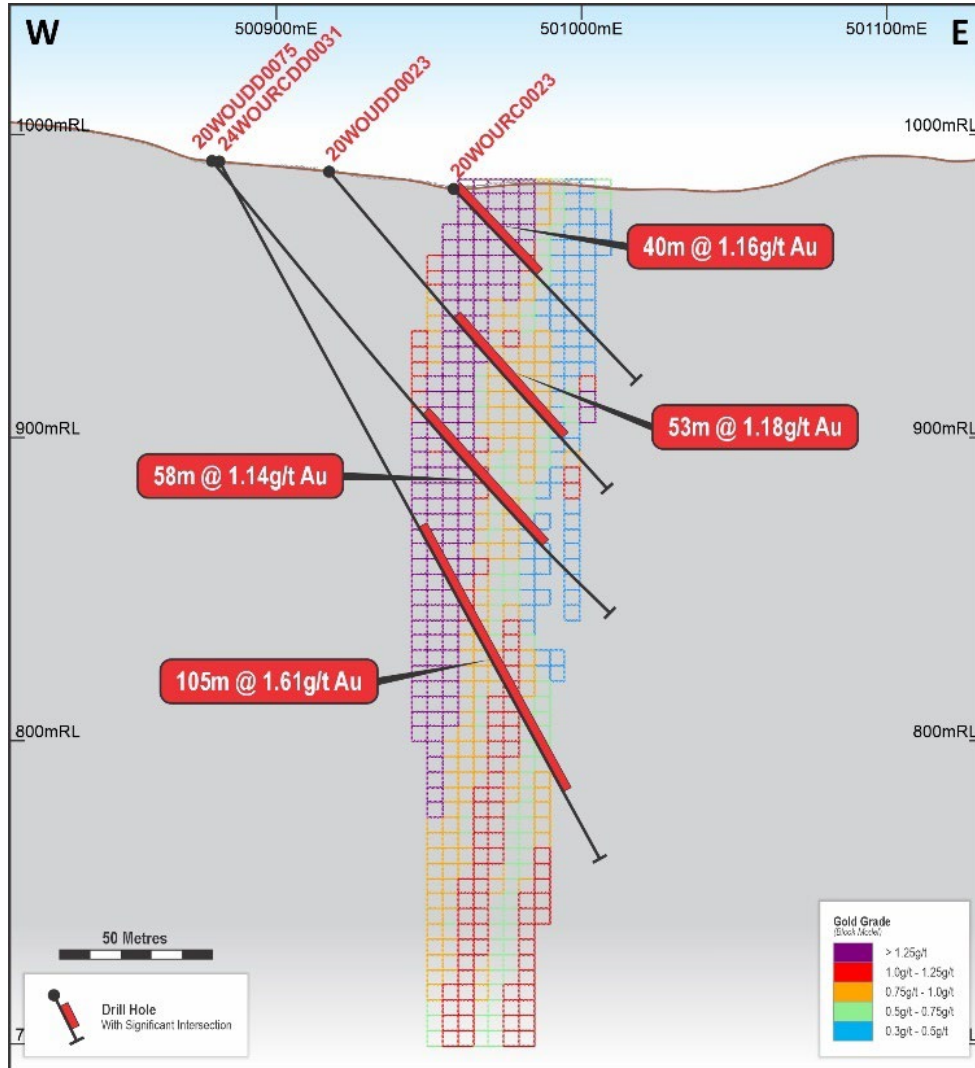 W
500900mE
501000mE
501100mE
E
20WOUDD0075
24WOURCDD0031
20WOUDD0023
20WOURC0023
1000mRL
1000mRL
40m @ 1.16g/t Au
53m @ 1.18g/t Au
900mRL
900mRL
58m @ 1.14g/t Au
105m @ 1.61g/t Au
800mRL
800mRL
50 Metres
Drill Hole
With Significant Intersection
Gold Grade
(Block Model)
> 1.25g/t
1.0g/t - 1.25g/t
0.75g/t - 1.0g/t
0.5g/t - 0.75g/t
0.3g/t - 0.5g/t